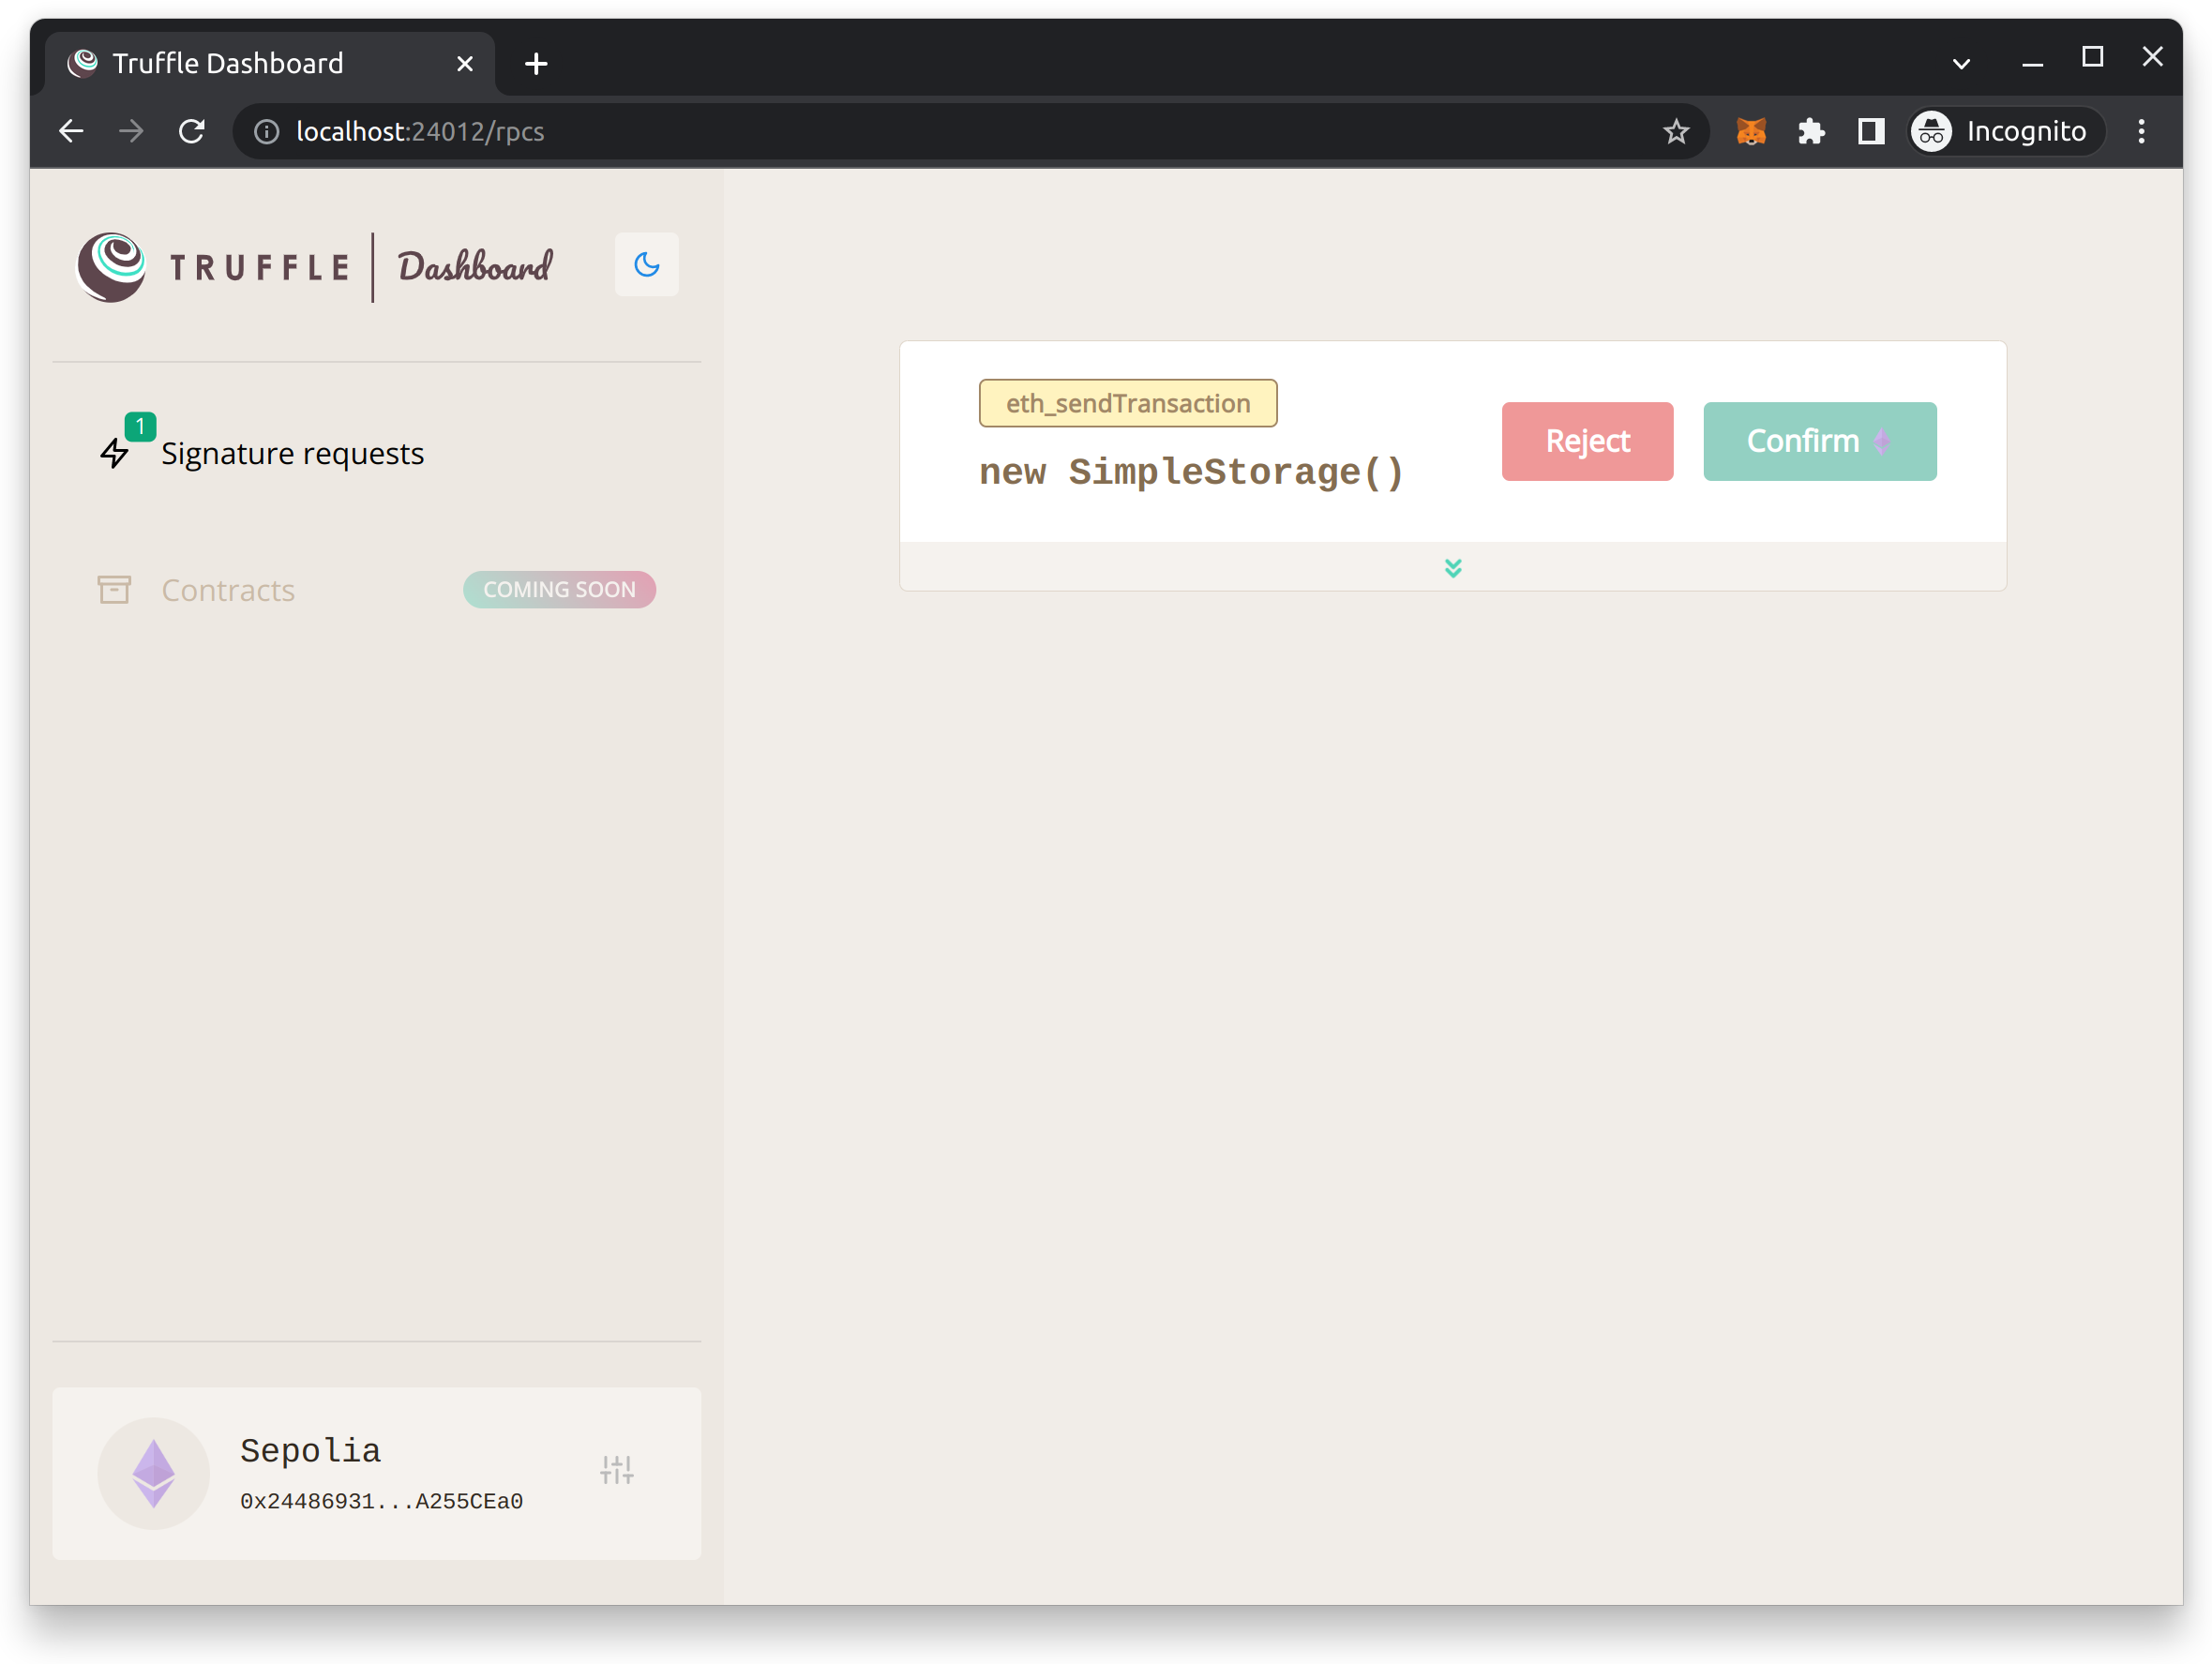 Truffle Dashboard
localhost:24012/rpcs
Incognito
TRUFFLE | Dashboard
1
Signature requests
Contracts
COMING SOON
eth_sendTransaction
new SimpleStorage()
Reject
Confirm
Sepolia
0x24486931...A255CEa0